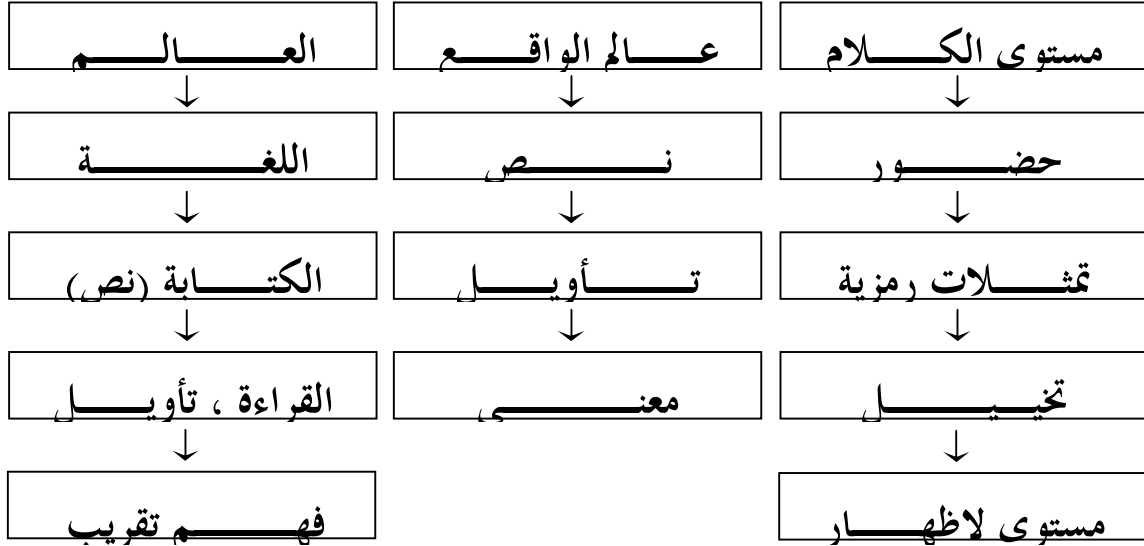 مستوى الكلام
عالم الواقع
العالم
↓ ↓ ↓
حضور
نص
اللغة
↓ ↓ ↓
تمثلات رمزية
تأويل
الكتابة (نص)
↓ ↓ ↓
تخييل
معنى
القراءة ، تأويل
↓ ↓
مستوى لاظهار
فهم تقريب